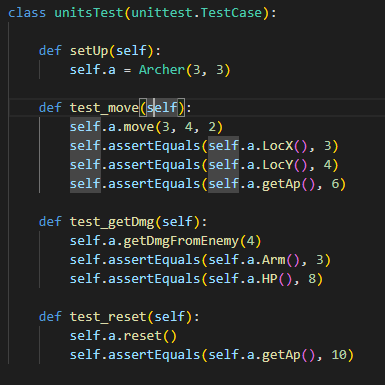 class unitsTest(unittest.TestCase):
def setUp(self):
self.a = Archer(3, 3)
def test_move(self):
self.a.move(3, 4, 2)
self.assertEquals(self.a.LocX(), 3)
self.assertEquals(self.a.LocY(), 4)
self.assertEquals(self.a.getAp(), 6)
def test_getDmg(self):
self.a.getDmgFromEnemy(4)
self.assertEquals(self.a.Arm(), 3)
self.assertEquals(self.a.HP(), 8)
def test_reset(self):
self.a.reset()
self.assertEquals(self.a.getAp(), 10)